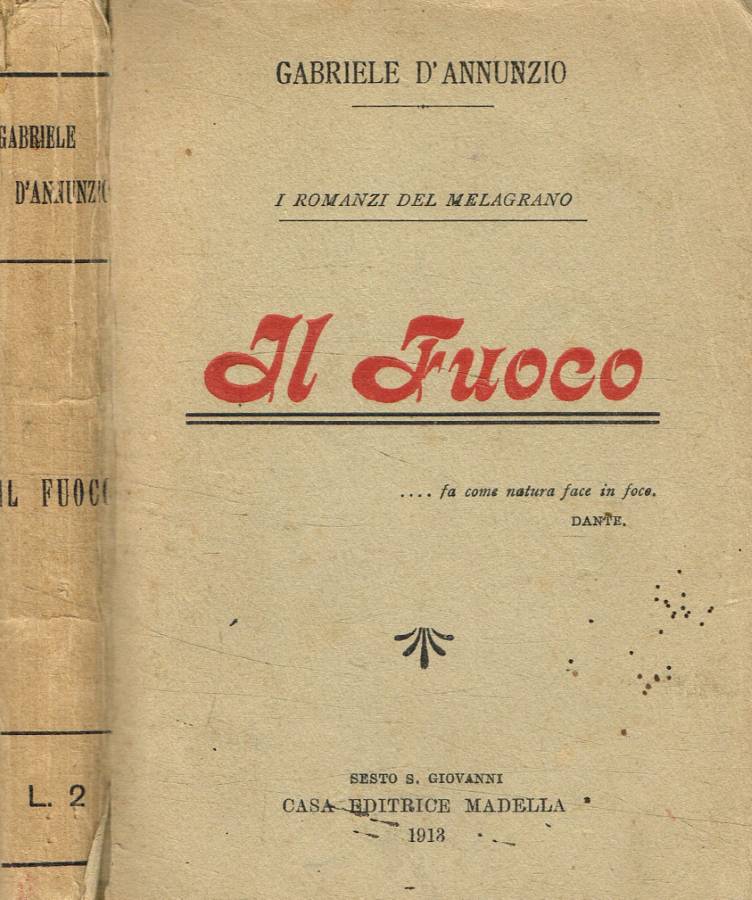 GABRIELE
D'ANNUNZIO
IL FUOCO
L. 2
GABRIELE D'ANNUNZIO
I ROMANZI DEL MELAGRANO
Il Fuoco
.... fa come natura face in foco.
DANTE.
SESTO S. GIOVANNI
CASA EDITRICE MADELLA
1913